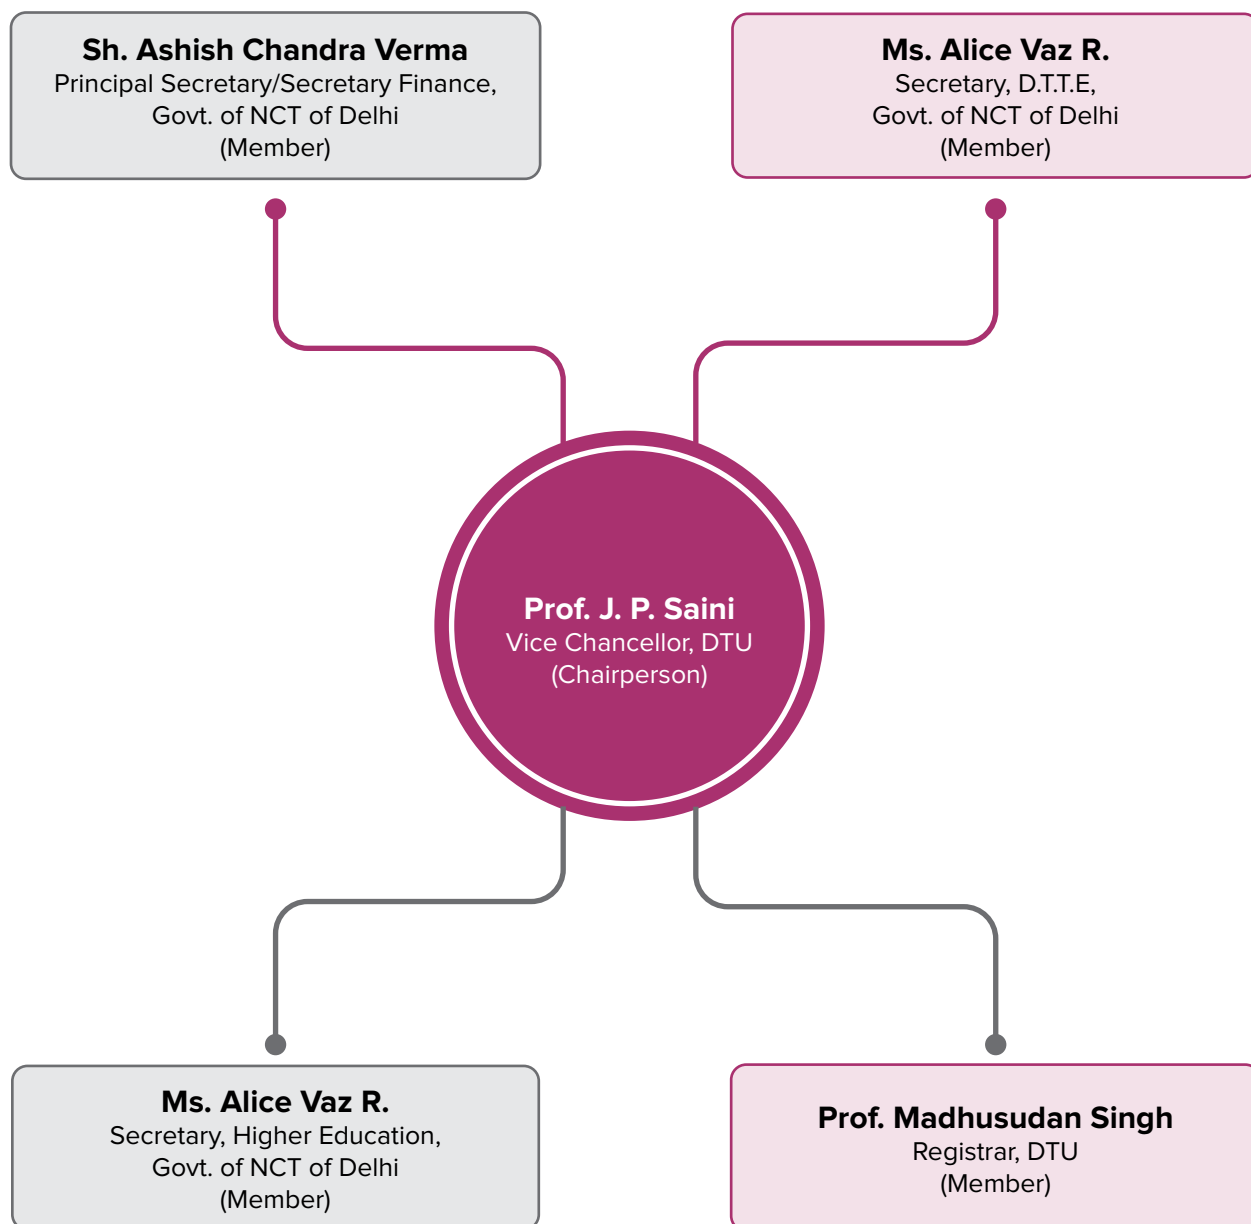 Sh. Ashish Chandra Verma
Principal Secretary/Secretary Finance,
Govt. of NCT of Delhi
(Member)
Ms. Alice Vaz R.
Secretary, D.T.T.E,
Govt. of NCT of Delhi
(Member)
Prof. J. P. Saini
Vice Chancellor, DTU
(Chairperson)
Ms. Alice Vaz R.
Secretary, Higher Education,
Govt. of NCT of Delhi
(Member)
Prof. Madhusudan Singh
Registrar, DTU
(Member)